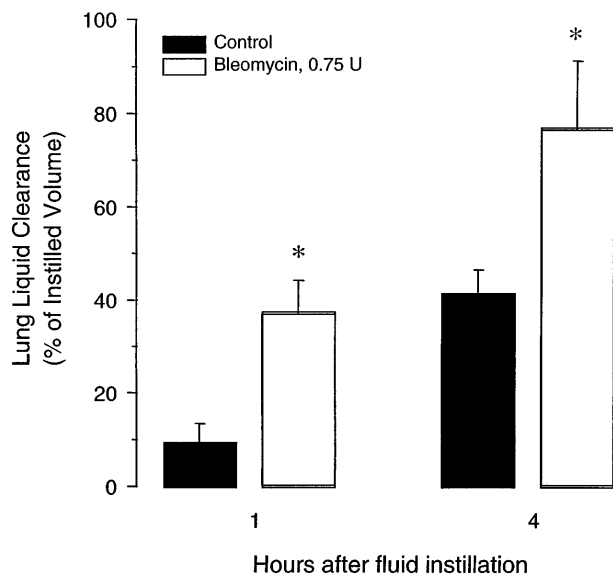 100
80
60
40
20
0
Lung Liquid Clearance
(% of Instilled Volume)
Control
Bleomycin, 0.75 U
*
*
1
4
Hours after fluid instillation